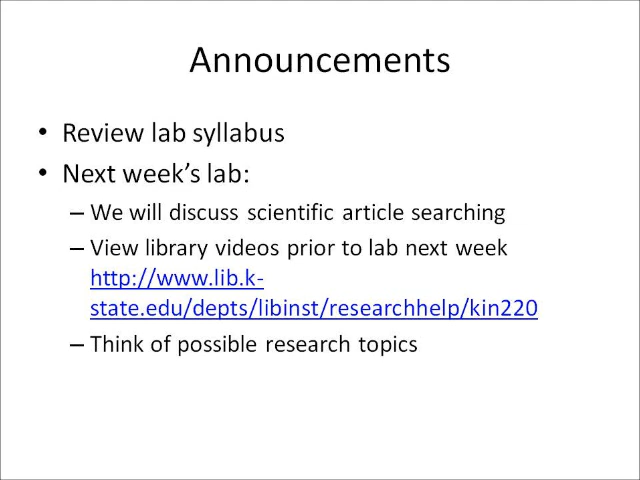 Announcements
• Review lab syllabus
• Next week’s lab:
– We will discuss scientific article searching
– View library videos prior to lab next week
http://www.lib.k-
state.edu/depts/libinst/researchhelp/kin220
– Think of possible research topics